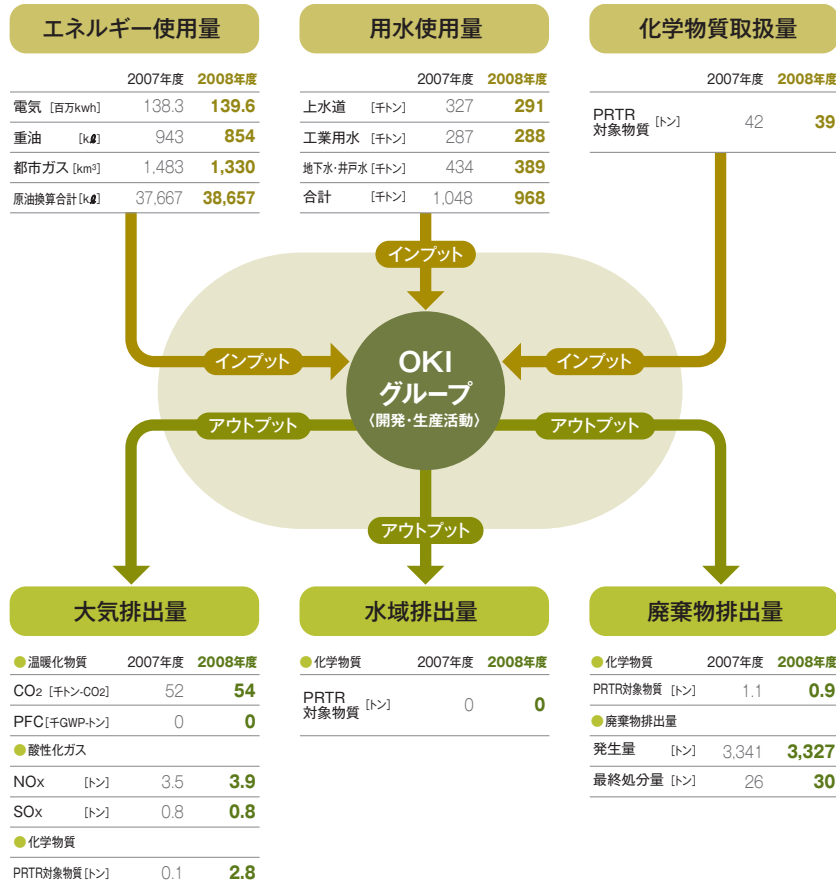 エネルギー使用量
2007年度 2008年度
電気 [百万kwh] 138.3 139.6
重油 [kℓ] 943 854
都市ガス [km³] 1,483 1,330
原油換算合計 [kℓ] 37,667 38,657
用水使用量
2007年度 2008年度
上水道 [千トン] 327 291
工業用水 [千トン] 287 288
地下水・井戸水 [千トン] 434 389
合計 [千トン] 1,048 968
化学物質取扱量
2007年度 2008年度
PRTR
対象物質 [トン] 42 39
インプット
インプット
インプット
OKI
グループ
〈開発・生産活動〉
アウトプット
アウトプット
アウトプット
大気排出量
●温暖化物質 2007年度 2008年度
CO2 [千トン-CO2] 52 54
PFC [千GWP-トン] 0 0
●酸性化ガス
NOx [トン] 3.5 3.9
SOx [トン] 0.8 0.8
●化学物質
PRTR対象物質 [トン] 0.1 2.8
水域排出量
●化学物質 2007年度 2008年度
PRTR
対象物質 [トン] 0 0
廃棄物排出量
●化学物質 2007年度 2008年度
PRTR対象物質 [トン] 1.1 0.9
●廃棄物排出量
発生量 [トン] 3,341 3,327
最終処分量 [トン] 26 30